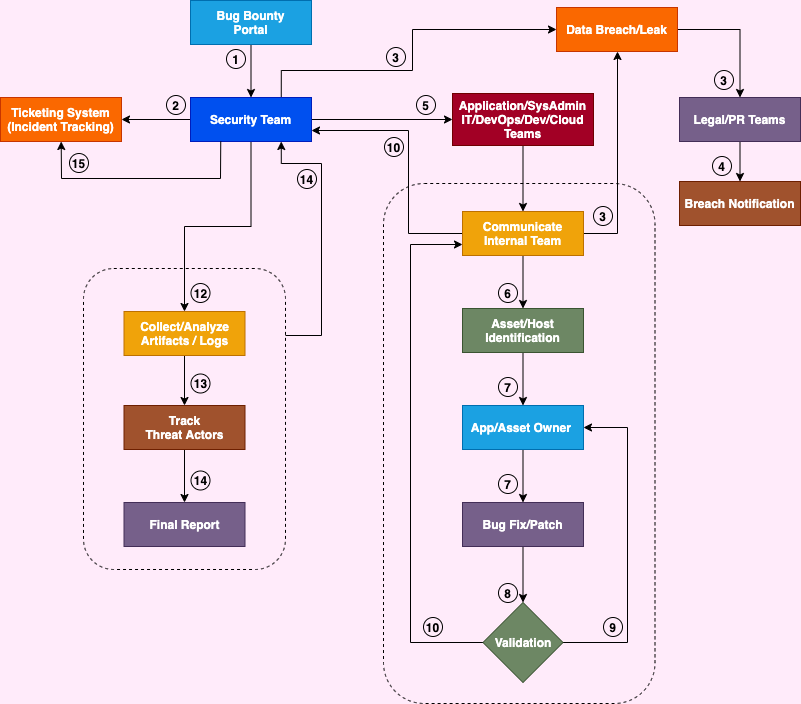 Bug Bounty
Portal
1
3
Data Breach/Leak
3
Ticketing System
(Incident Tracking)
2
Security Team
5
Application/SysAdmin
IT/DevOps/Dev/Cloud
Teams
Legal/PR Teams
15
14
10
4
Breach Notification
Communicate
Internal Team
3
12
6
Collect/Analyze
Artifacts / Logs
Asset/Host
Identification
13
7
Track
Threat Actors
App/Asset Owner
14
7
Final Report
Bug Fix/Patch
8
10
Validation
9